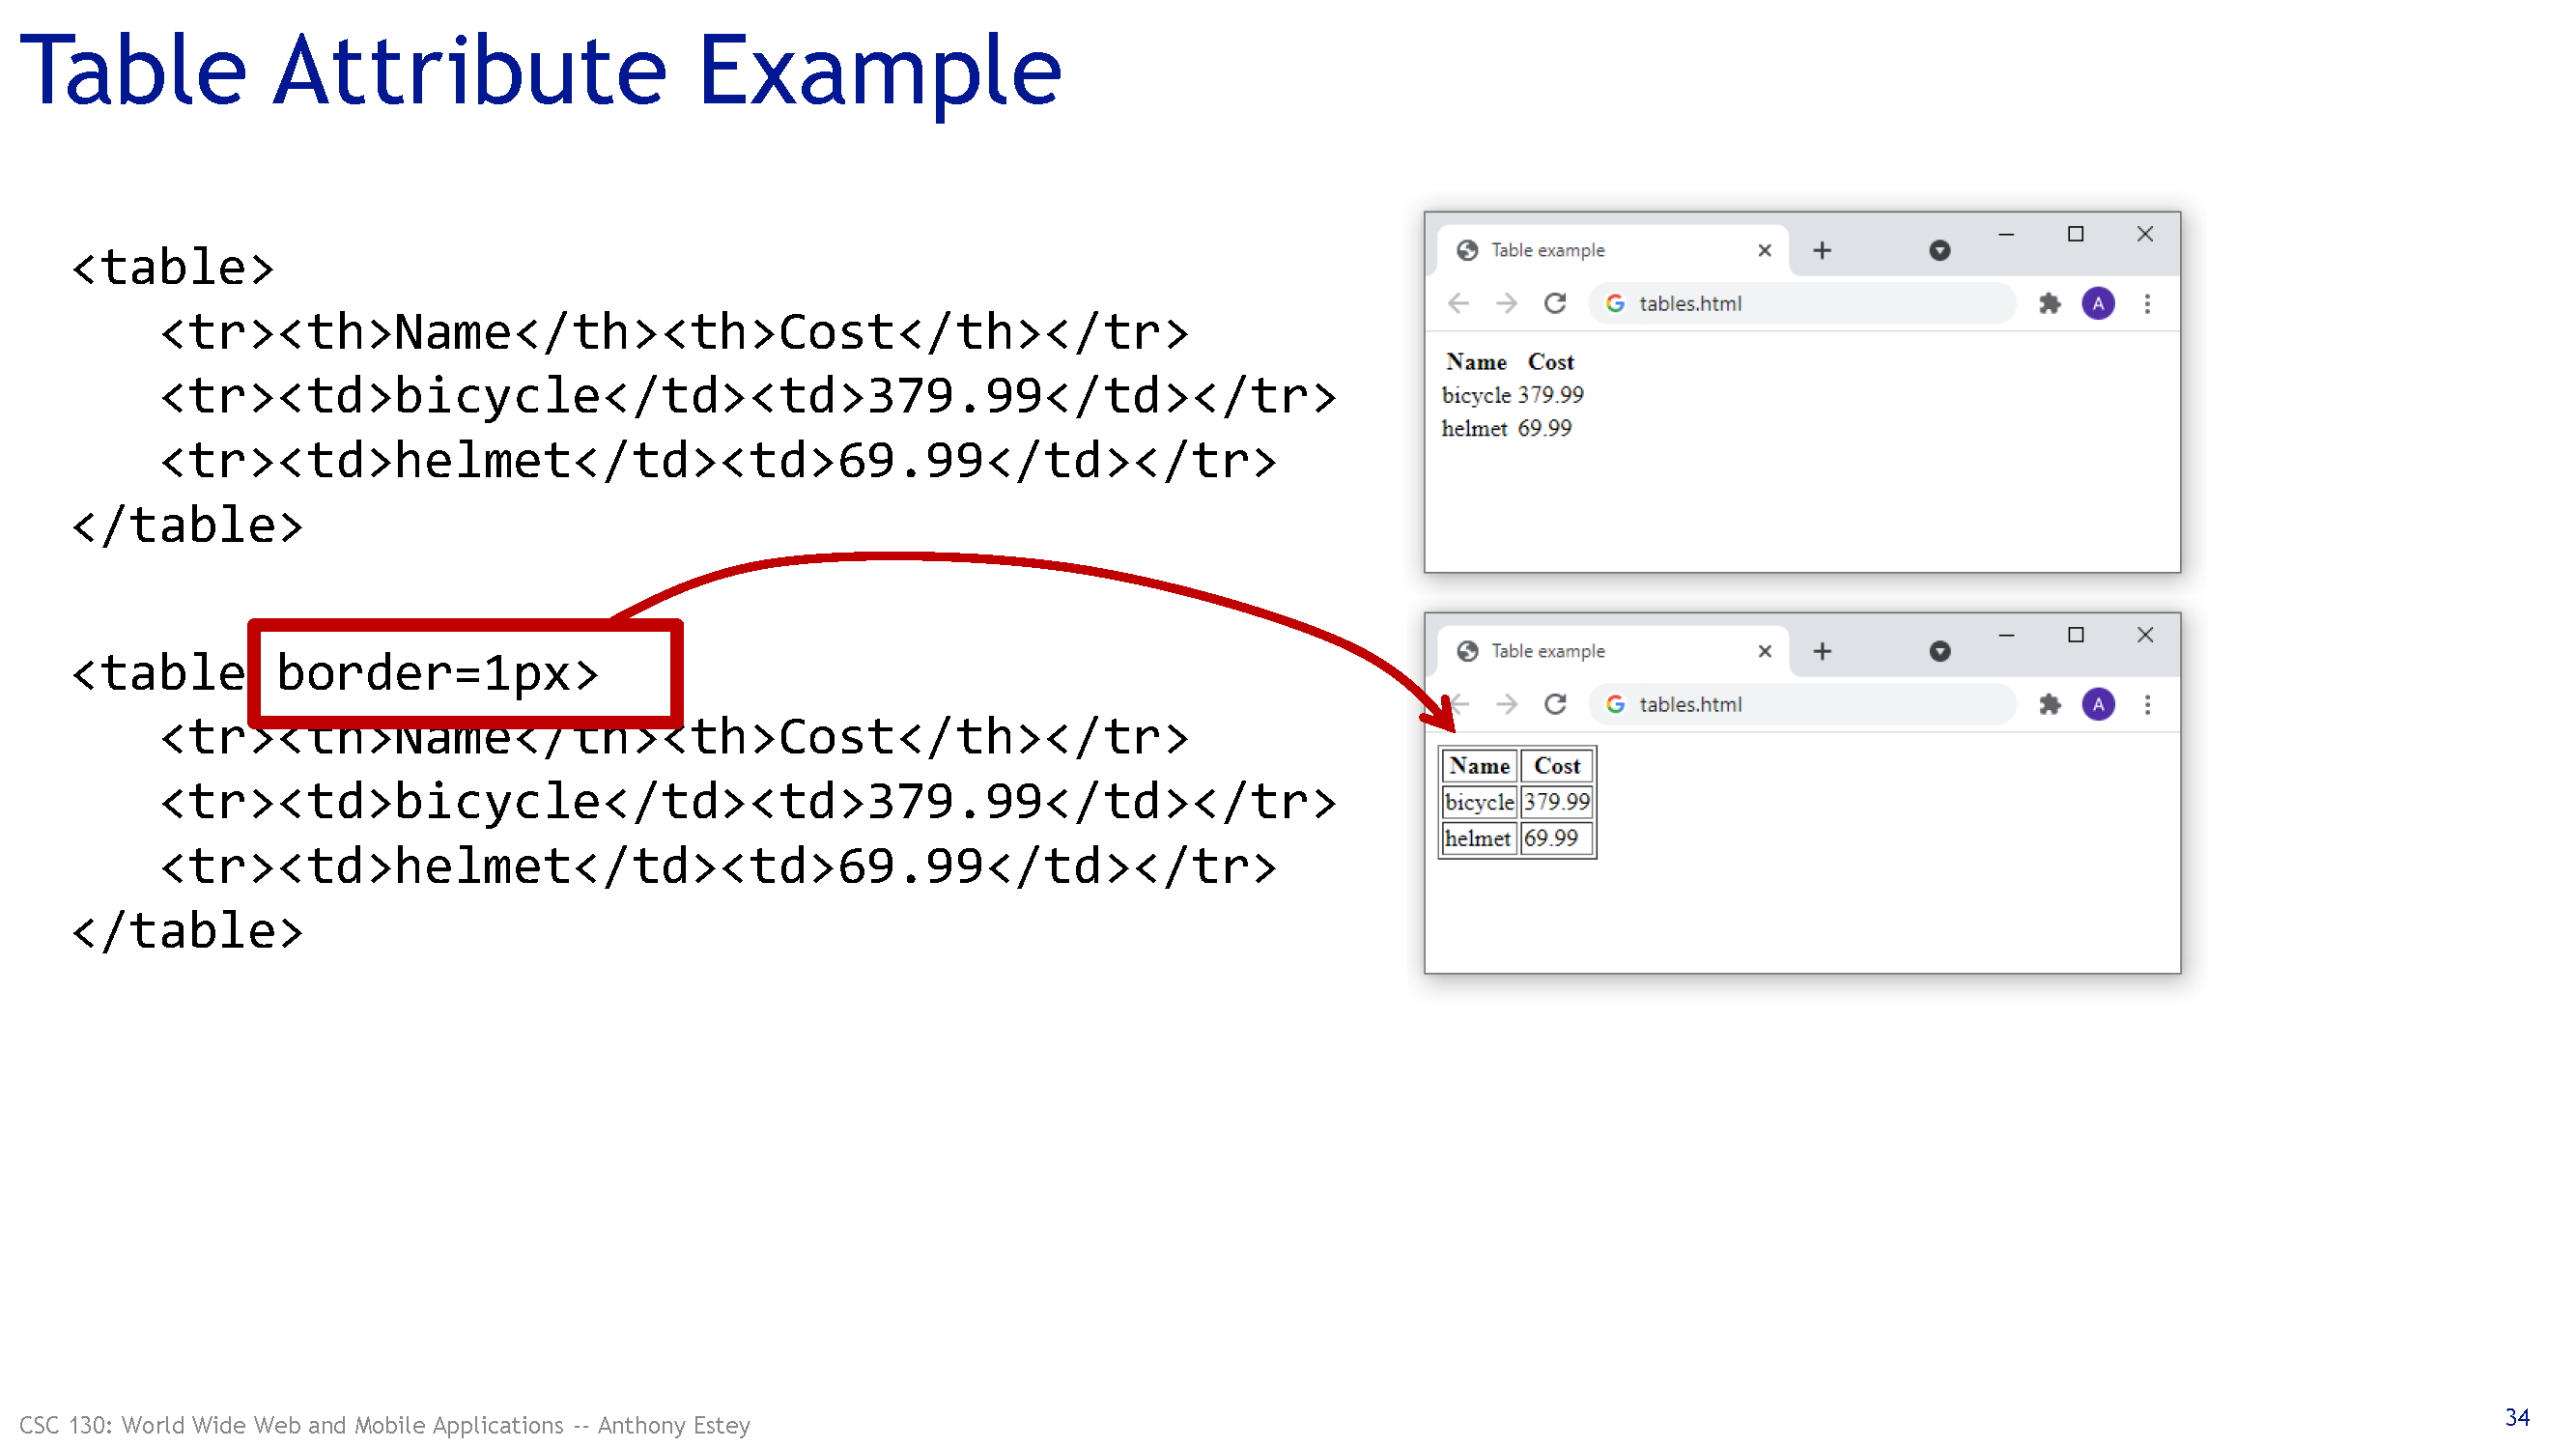 Table Attribute Example
<table>
<tr><th>Name</th><th>Cost</th></tr>
<tr><td>bicycle</td><td>379.99</td></tr>
<tr><td>helmet</td><td>69.99</td></tr>
</table>
<table border=1px>
<tr><th>Name</th><th>Cost</th></tr>
<tr><td>bicycle</td><td>379.99</td></tr>
<tr><td>helmet</td><td>69.99</td></tr>
</table>
Table example
tables.html
A
Name Cost
bicycle 379.99
helmet 69.99
Table example
tables.html
A
Name Cost
bicycle 379.99
helmet 69.99
CSC 130: World Wide Web and Mobile Applications -- Anthony Estey
34